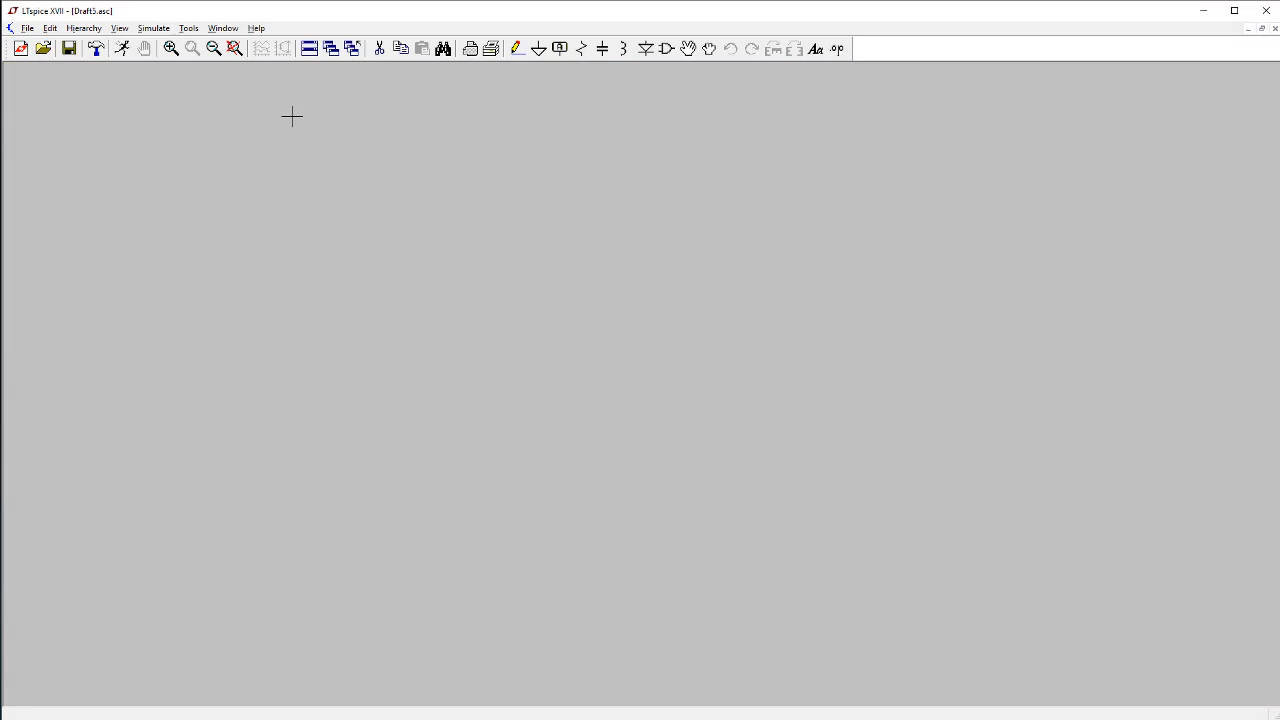 LTspice XVII - [Draft5.asc]
File Edit Hierarchy View Simulate Tools Window Help
Aa .op